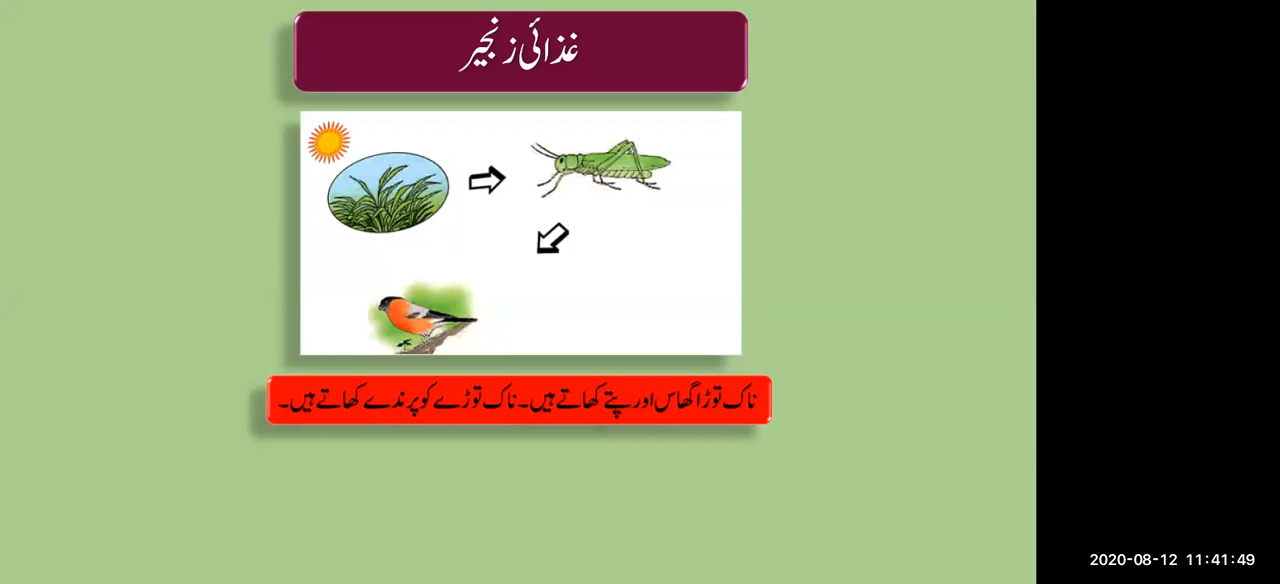 غذائی زنجیر
ناک توڑا گھاس اور پتے کھاتے ہیں۔ ناک توڑے کو پرندے کھاتے ہیں۔
2020-08-12 11:41:49